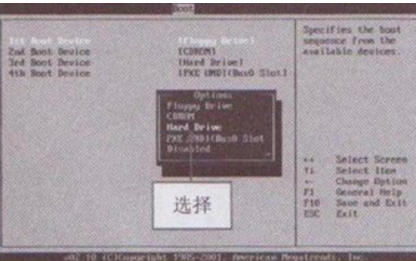 Boot
1st Boot Device [Floppy Drive]
2nd Boot Device [CDROM]
3rd Boot Device [Hard Drive]
4th Boot Device [PXE UNDI(Bus0 Slot]
Specifies the boot
sequence from the
available devices.
Options
Floppy Drive
CDROM
Hard Drive
PXE UNDI(Bus0 Slot
Disabled
选择
↔ Select Screen
↑↓ Select Item
Change Option
F1 General Help
F10 Save and Exit
ESC Exit
v02.10 (C)Copyright 1985-2001, American Megatrends, Inc.